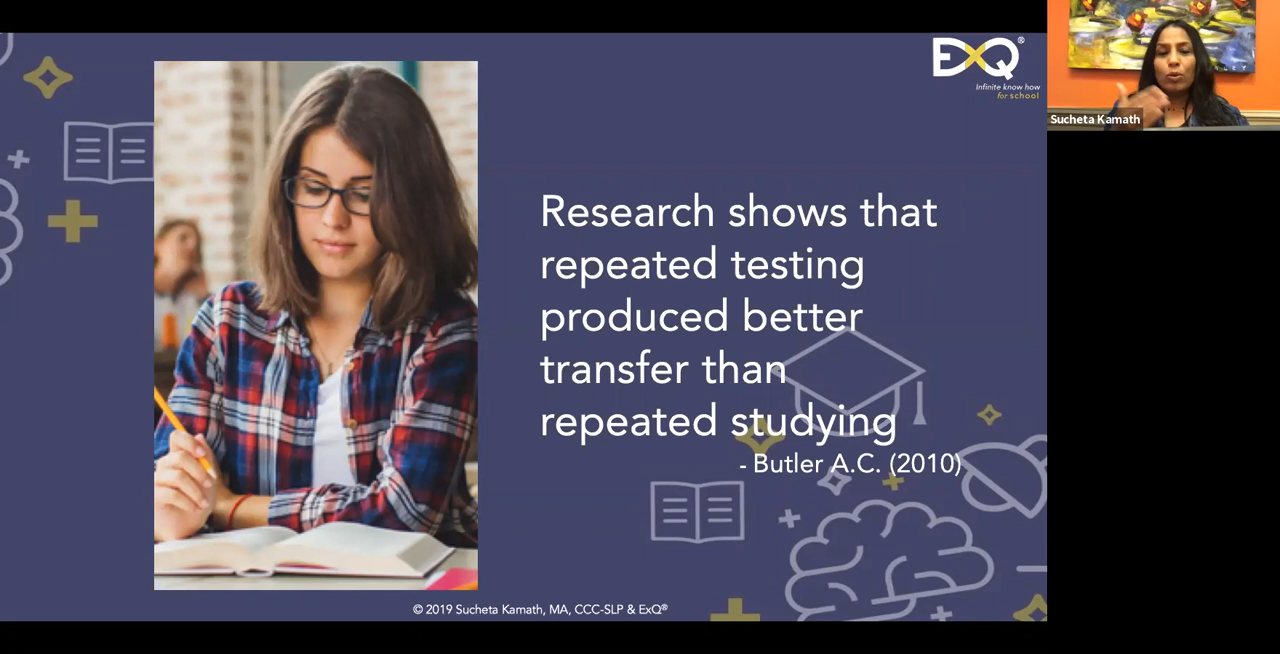 EXQ®
Infinite know how
for school
Sucheta Kamath
Research shows that
repeated testing
produced better
transfer than
repeated studying
- Butler A.C. (2010)
© 2019 Sucheta Kamath, MA, CCC-SLP & ExQ®